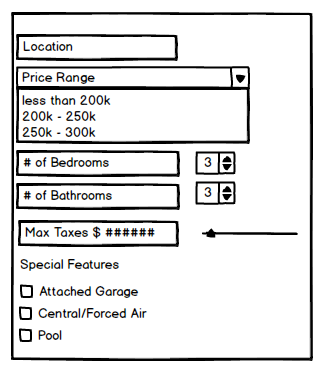 Location
Price Range
less than 200k
200k - 250k
250k - 300k
# of Bedrooms 3
# of Bathrooms 3
Max Taxes $ ######
Special Features
Attached Garage
Central/Forced Air
Pool